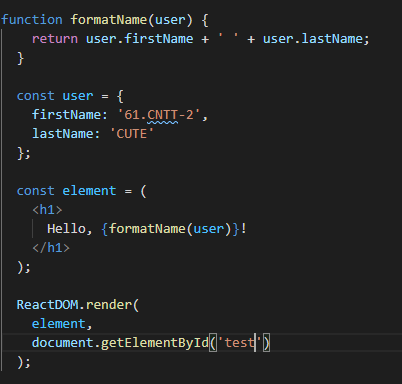 function formatName(user) {
return user.firstName + ' ' + user.lastName;
}
const user = {
firstName: '61.CNTT-2',
lastName: 'CUTE'
};
const element = (
<h1>
Hello, {formatName(user)}!
</h1>
);
ReactDOM.render(
element,
document.getElementById('test')
);